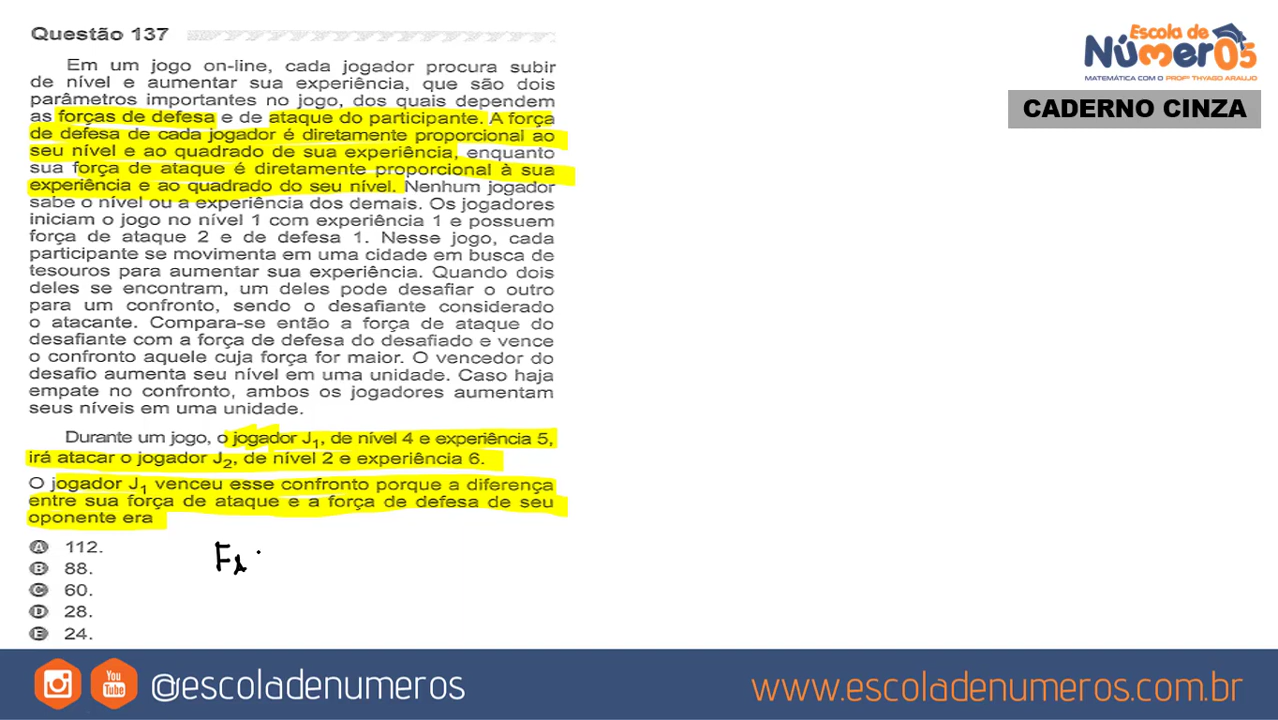 Questão 137
Escola de
NúmerOs
MATEMÁTICA COM O PROFº THYAGO ARAUJO
CADERNO CINZA
Em um jogo on-line, cada jogador procura subir
de nível e aumentar sua experiência, que são dois
parâmetros importantes no jogo, dos quais dependem
as forças de defesa e de ataque do participante. A força
de defesa de cada jogador é diretamente proporcional ao
seu nível e ao quadrado de sua experiência, enquanto
sua força de ataque é diretamente proporcional à sua
experiência e ao quadrado do seu nível. Nenhum jogador
sabe o nível ou a experiência dos demais. Os jogadores
iniciam o jogo no nível 1 com experiência 1 e possuem
força de ataque 2 e de defesa 1. Nesse jogo, cada
participante se movimenta em uma cidade em busca de
tesouros para aumentar sua experiência. Quando dois
deles se encontram, um deles pode desafiar o outro
para um confronto, sendo o desafiante considerado
o atacante. Compara-se então a força de ataque do
desafiante com a força de defesa do desafiado e vence
o confronto aquele cuja força for maior. O vencedor do
desafio aumenta seu nível em uma unidade. Caso haja
empate no confronto, ambos os jogadores aumentam
seus níveis em uma unidade.
Durante um jogo, o jogador J1, de nível 4 e experiência 5,
irá atacar o jogador J2, de nível 2 e experiência 6.
O jogador J1 venceu esse confronto porque a diferença
entre sua força de ataque e a força de defesa de seu
oponente era
A 112.
B 88.
C 60.
D 28.
E 24.
You
Tube
@escoladenumeros
www.escoladenumeros.com.br